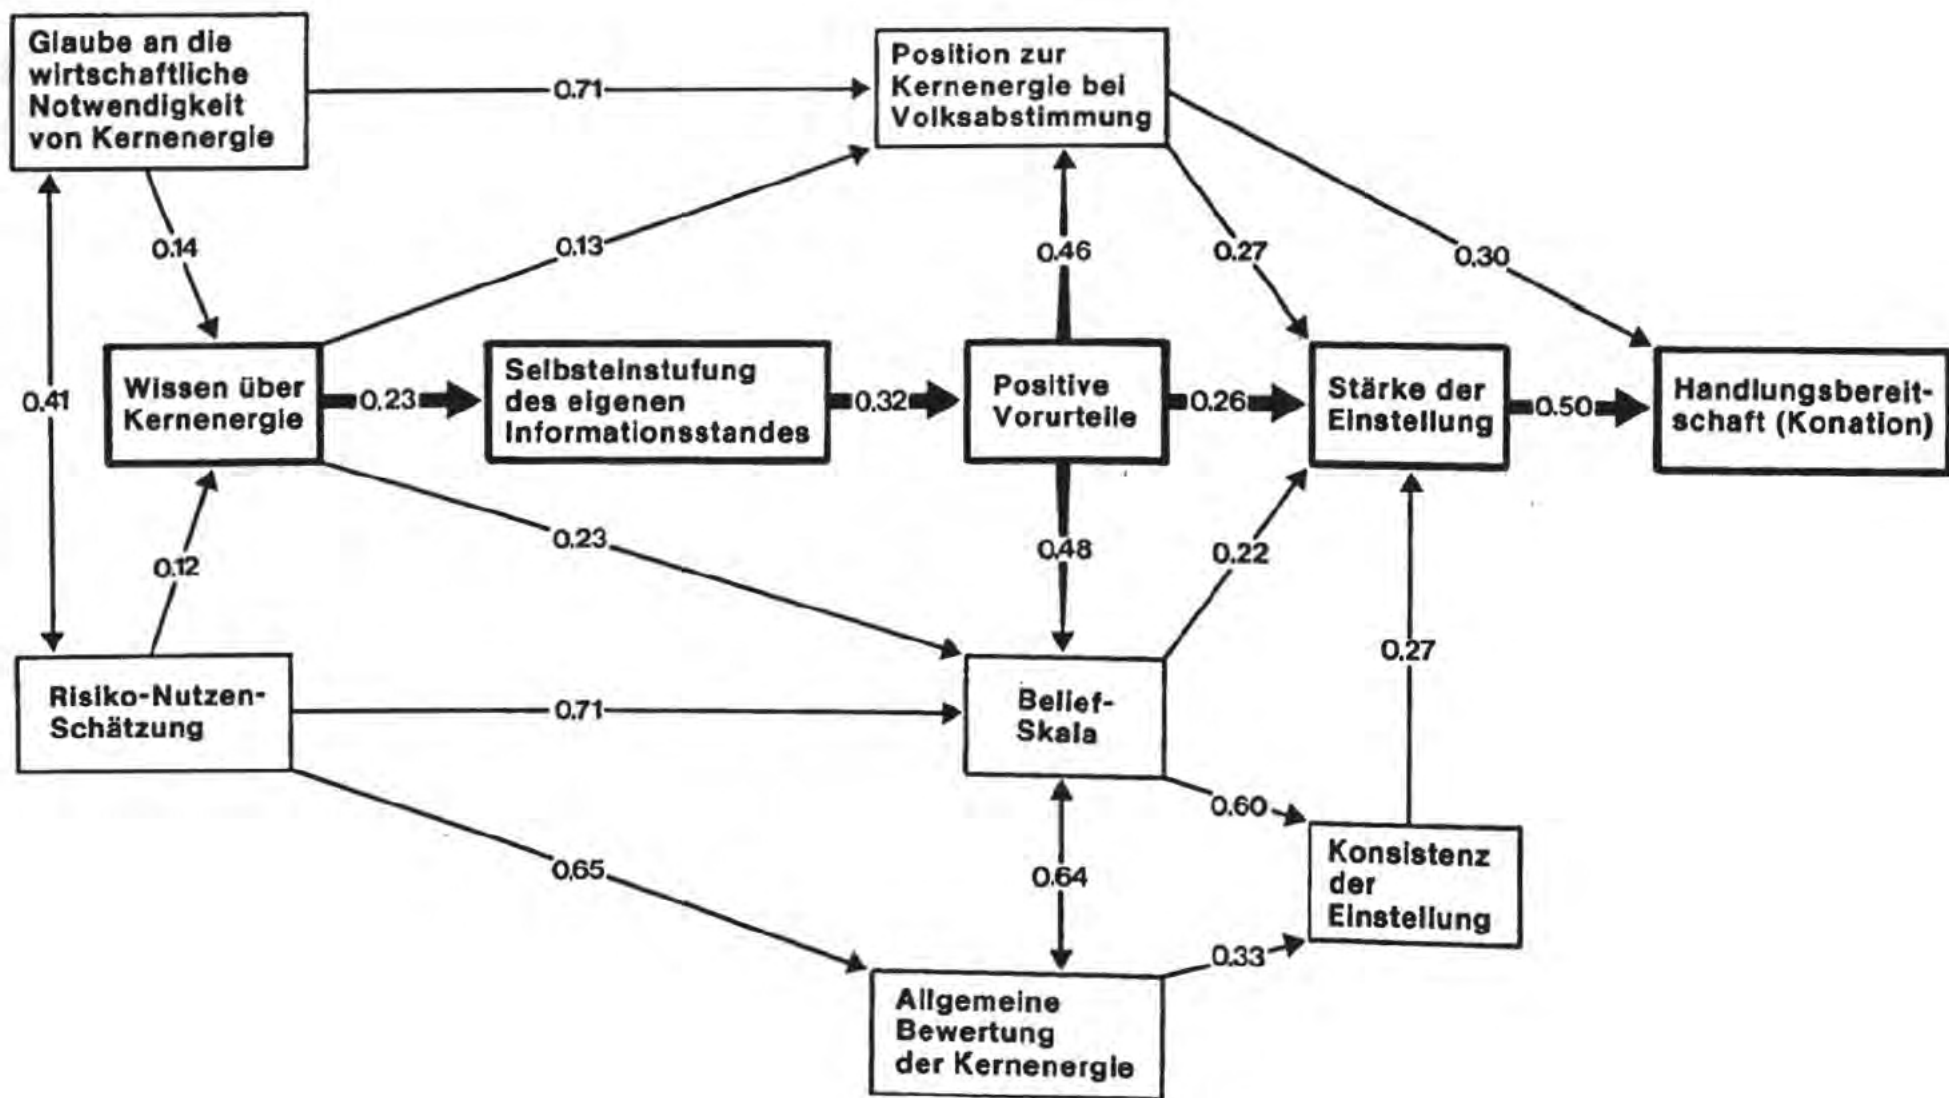 Glaube an die
wirtschaftliche
Notwendigkeit
von Kernenergie
0.71
Position zur
Kernenergie bei
Volksabstimmung
0.14
0.13
0.46
0.27
0.30
0.41
Wissen über
Kernenergie
0.23
Selbsteinstufung
des eigenen
Informationsstandes
0.32
Positive
Vorurteile
0.26
Stärke der
Einstellung
0.50
Handlungsbereit-
schaft (Konation)
0.12
0.23
0.48
0.22
0.27
Risiko-Nutzen-
Schätzung
0.71
Belief-
Skala
0.60
0.65
0.64
Konsistenz
der
Einstellung
0.33
Allgemeine
Bewertung
der Kernenergie